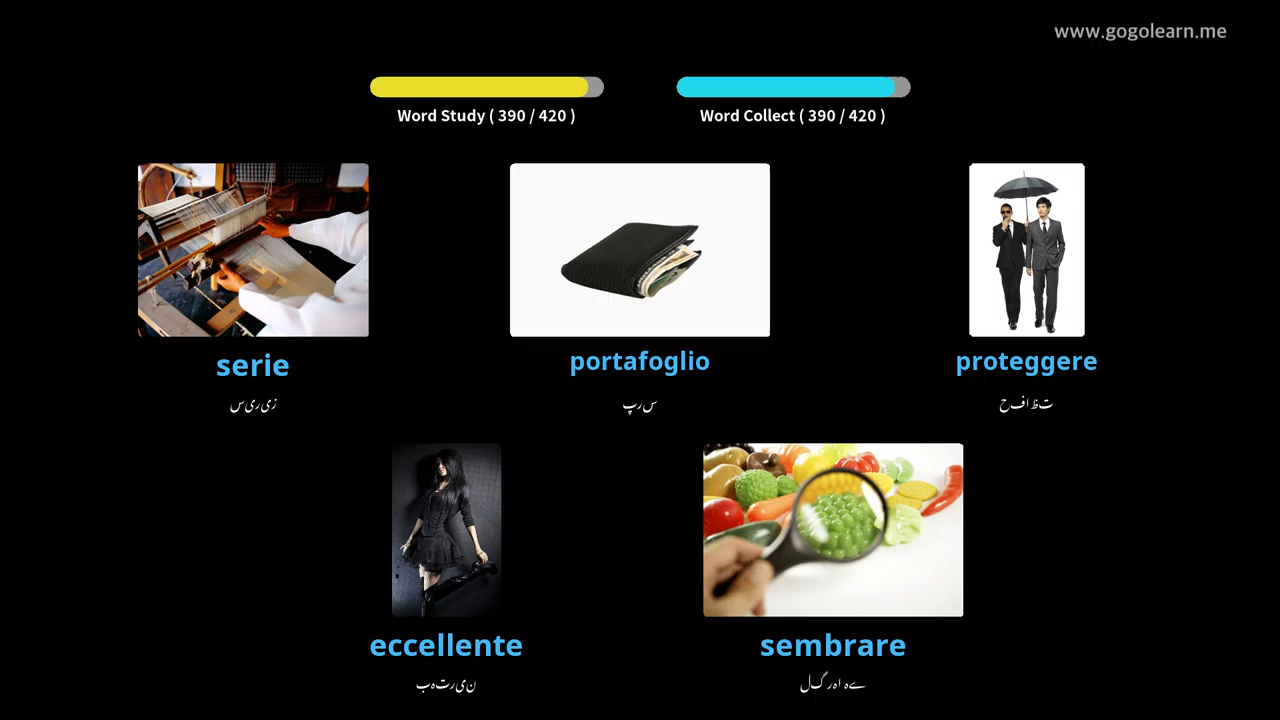 www.gogolearn.me
Word Study ( 390 / 420 )
Word Collect ( 390 / 420 )
serie
portafoglio
proteggere
سیریز
پرس
حفاظت
eccellente
sembrare
بہترین
لگ رہا ہے